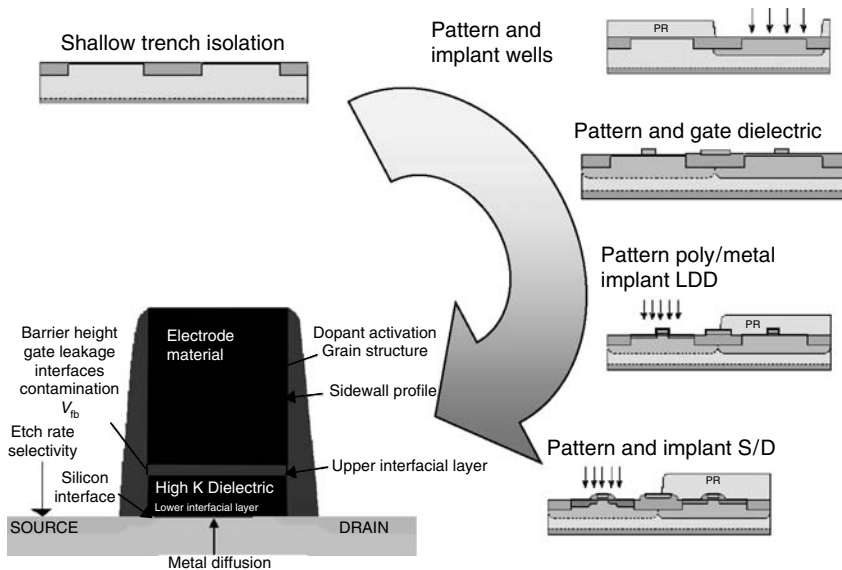 Shallow trench isolation
Pattern and
implant wells
PR
Pattern and gate dielectric
Pattern poly/metal
implant LDD
PR
Pattern and implant S/D
PR
Barrier height
gate leakage
interfaces
contamination
V_fb
Etch rate
selectivity
Silicon
interface
Electrode
material
Dopant activation
Grain structure
Sidewall profile
Upper interfacial layer
High K Dielectric
Lower interfacial layer
SOURCE
DRAIN
Metal diffusion